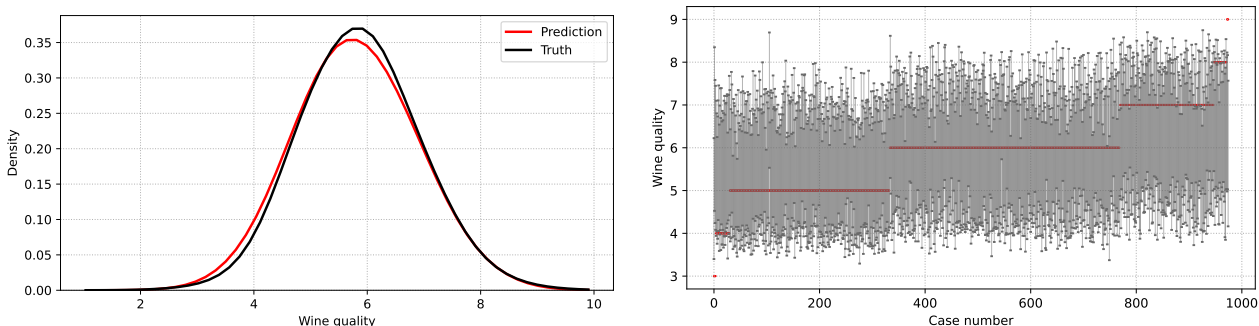 0.35
0.30
0.25
0.20
0.15
0.10
0.05
0.00
Density
2 4 6 8 10
Wine quality
Prediction
Truth
9
8
7
6
5
4
3
Wine quality
0 200 400 600 800 1000
Case number